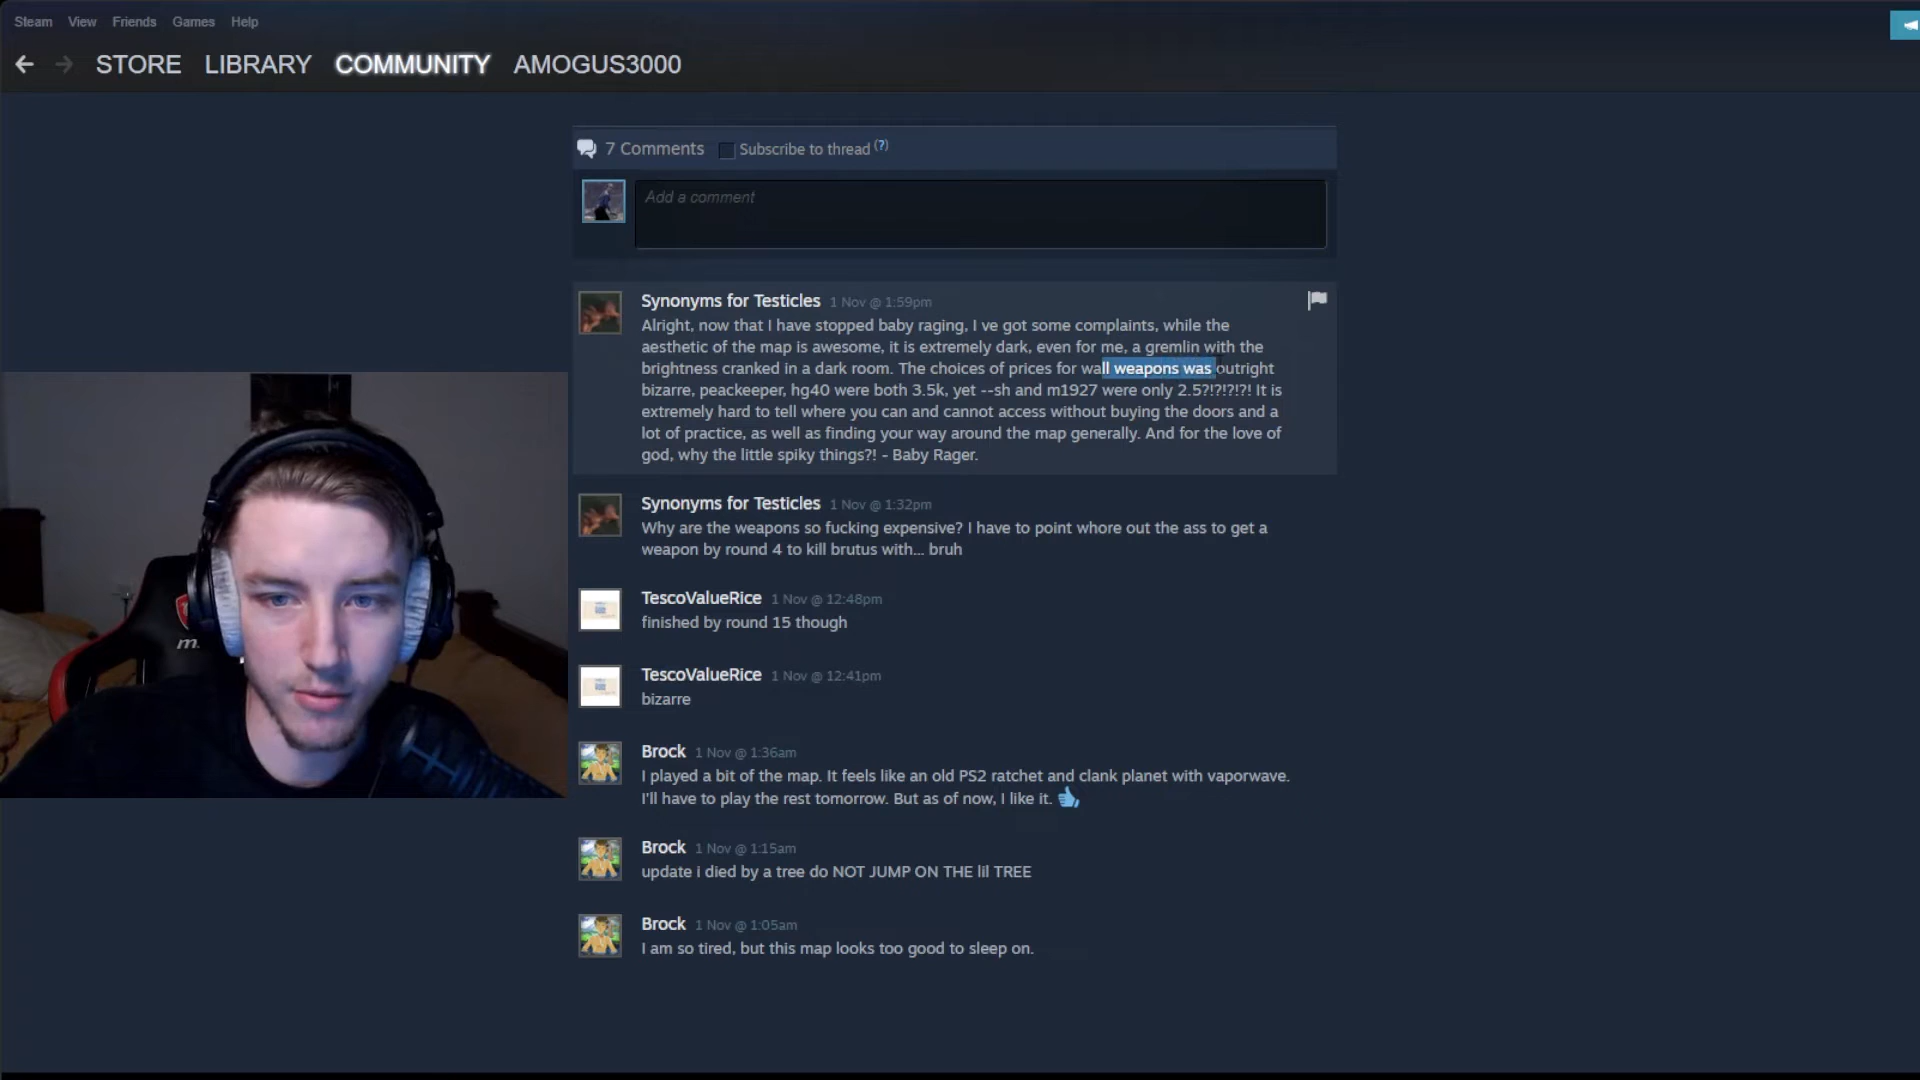 Steam View Friends Games Help
STORE LIBRARY COMMUNITY AMOGUS3000
7 Comments Subscribe to thread (?)
Add a comment
Synonyms for Testicles 1 Nov @ 1:59pm
Alright, now that I have stopped baby raging, I ve got some complaints, while the
aesthetic of the map is awesome, it is extremely dark, even for me, a gremlin with the
brightness cranked in a dark room. The choices of prices for wall weapons was outright
bizarre, peackeeper, hg40 were both 3.5k, yet --sh and m1927 were only 2.5?!?!?!?! It is
extremely hard to tell where you can and cannot access without buying the doors and a
lot of practice, as well as finding your way around the map generally. And for the love of
god, why the little spiky things?! - Baby Rager.
Synonyms for Testicles 1 Nov @ 1:32pm
Why are the weapons so fucking expensive? I have to point whore out the ass to get a
weapon by round 4 to kill brutus with... bruh
TescoValueRice 1 Nov @ 12:48pm
finished by round 15 though
TescoValueRice 1 Nov @ 12:41pm
bizarre
Brock 1 Nov @ 1:36am
I played a bit of the map. It feels like an old PS2 ratchet and clank planet with vaporwave.
I'll have to play the rest tomorrow. But as of now, I like it.
Brock 1 Nov @ 1:15am
update i died by a tree do NOT JUMP ON THE lil TREE
Brock 1 Nov @ 1:05am
I am so tired, but this map looks too good to sleep on.
m.